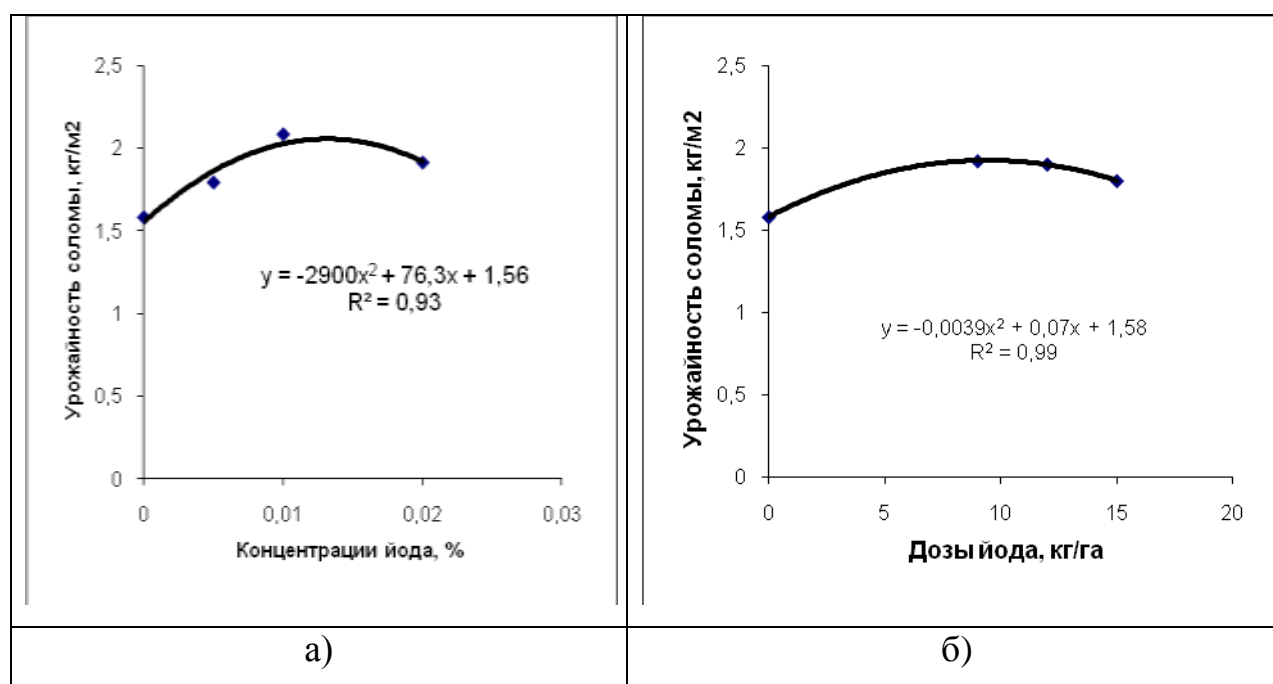 2,5
2
1,5
1
0,5
0
Урожайность соломы, кг/м2
y = -2900x² + 76,3x + 1,56
R² = 0,93
0 0,01 0,02 0,03
Концентрации йода, %
а)
2,5
2
1,5
1
0,5
0
Урожайность соломы, кг/м2
y = -0,0039x² + 0,07x + 1,58
R² = 0,99
0 5 10 15 20
Дозы йода, кг/га
б)